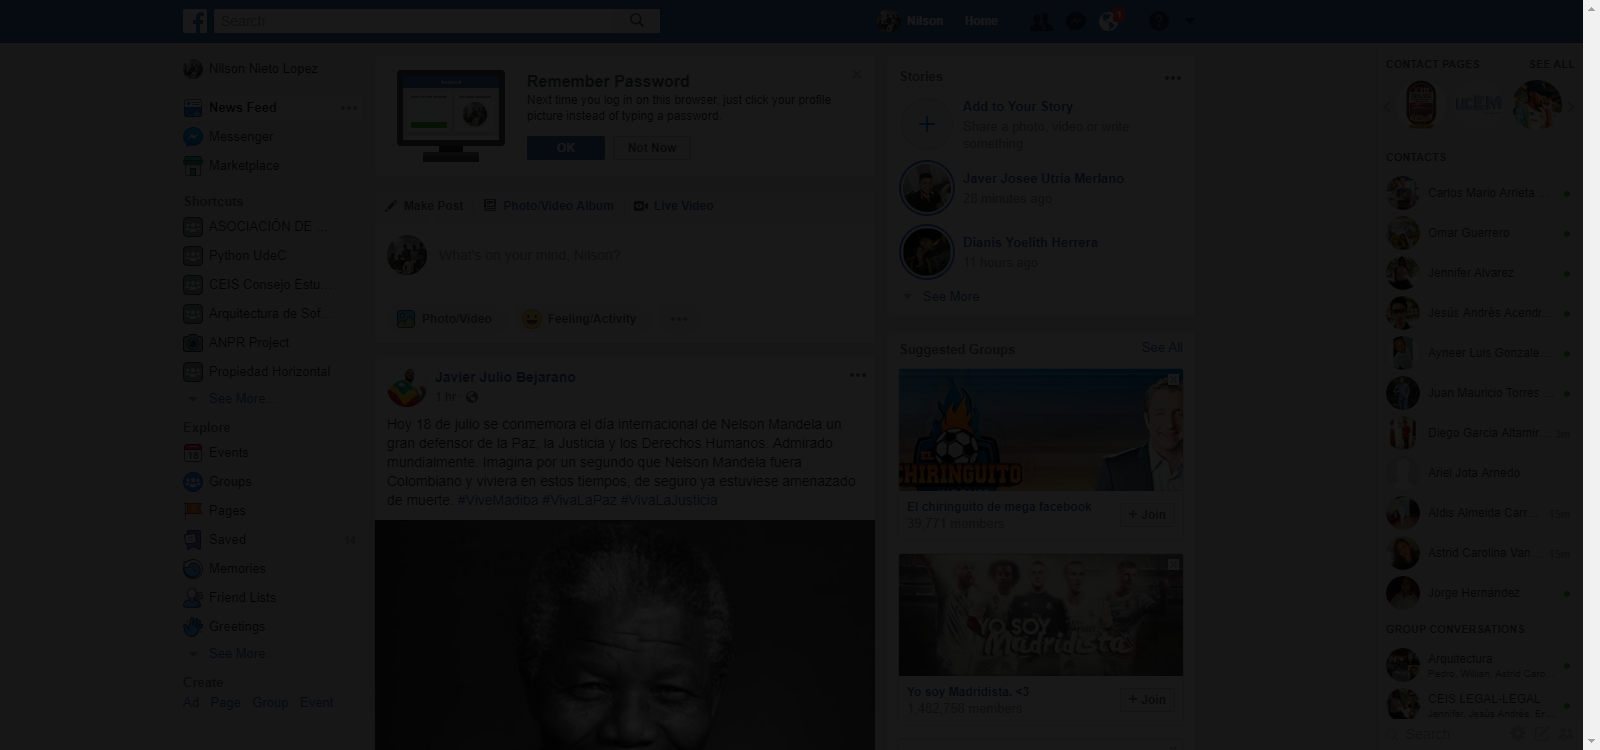 Search
Nilson
Home
1
Nilson Nieto Lopez
News Feed
Messenger
Marketplace
Shortcuts
ASOCIACIÓN DE ...
Python UdeC
CEIS Consejo Estu...
Arquitectura de Sof...
ANPR Project
Propiedad Horizontal
See More...
Explore
Events
18
Groups
Pages
Saved
14
Memories
Friend Lists
Greetings
See More...
Create
Ad Page Group Event
Remember Password
Next time you log in on this browser, just click your profile
picture instead of typing a password.
OK
Not Now
Make Post
Photo/Video Album
Live Video
What's on your mind, Nilson?
Photo/Video
Feeling/Activity
Javier Julio Bejarano
1 hr
Hoy 18 de julio se conmemora el día internacional de Nelson Mandela un
gran defensor de la Paz, la Justicia y los Derechos Humanos. Admirado
mundialmente. Imagina por un segundo que Nelson Mandela fuera
Colombiano y viviera en estos tiempos, de seguro ya estuviese amenazado
de muerte. #ViveMadiba #VivaLaPaz #VivaLaJusticia
Stories
Add to Your Story
Share a photo, video or write
something
Javer Josee Utria Merlano
28 minutes ago
Dianis Yoelith Herrera
11 hours ago
See More
Suggested Groups
See All
EL
CHIRINGUITO
El chiringuito de mega facebook
39,771 members
+ Join
YO SOY
Madridista
Yo soy Madridista. <3
1,482,758 members
+ Join
CONTACT PAGES
SEE ALL
UCEM
CONTACTS
Carlos Mario Arrieta...
Omar Guerrero
Jennifer Alvarez
Jesús Andrés Acendr...
Ayneer Luis Gonzale...
Juan Mauricio Torres...
Diego Garcia Altamir...
3m
Ariel Jota Arnedo
Aldis Almeida Carr...
45m
Astrid Carolina Van...
45m
Jorge Hernández
GROUP CONVERSATIONS
Arquitectura
Pedro, Willian, Astrid Caro...
CEIS LEGAL-LEGAL
Jennifer, Jesús Andrés, Er...
Search